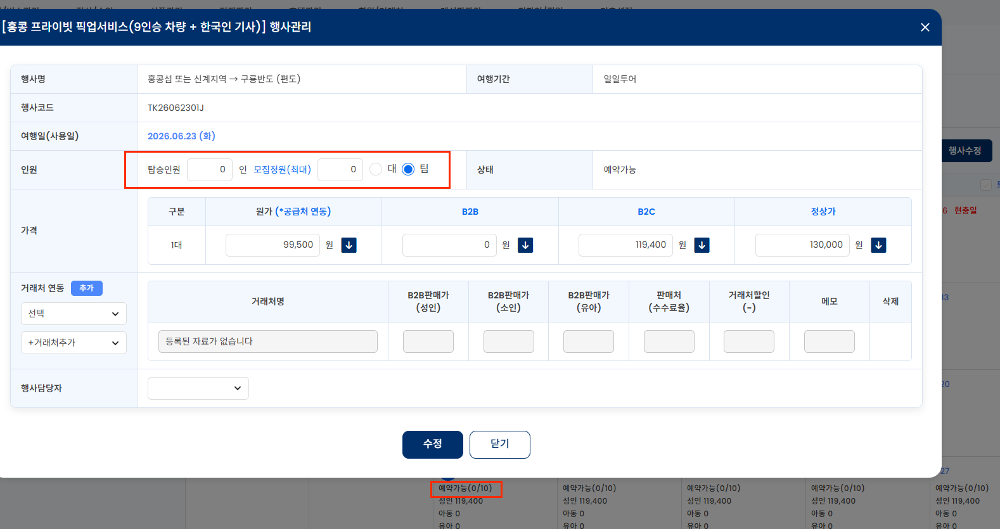 [홍콩 프라이빗 픽업서비스(9인승 차량 + 한국인 기사)] 행사관리
행사명 홍콩섬 또는 신계지역 → 구룡반도 (편도) 여행기간 일일투어
행사코드 TK26062301J
여행일(사용일) 2026.06.23 (화)
행사수정
인원 탑승인원 0 인 모집정원(최대) 0 대 팀 상태 예약가능
구분 원가 (*공급처 연동) B2B B2C 정상가
6 현충일
가격
1대 99,500 원 0 원 119,400 원 130,000 원
거래처 연동 추가
거래처명 B2B판매가 (성인) B2B판매가 (소인) B2B판매가 (유아) 판매처 (수수료율) 거래처할인 (-) 메모 삭제
13
선택
+거래처추가
등록된 자료가 없습니다
행사담당자
20
수정 닫기
27
예약가능(0/10) 예약가능(0/10) 예약가능(0/10) 예약가능(0/10) 예약가능(0/10)
성인 119,400 성인 119,400 성인 119,400 성인 119,400 성인 119,400
아동 0 아동 0 아동 0 아동 0 아동 0
유아 0 유아 0 유아 0 유아 0 유아 0